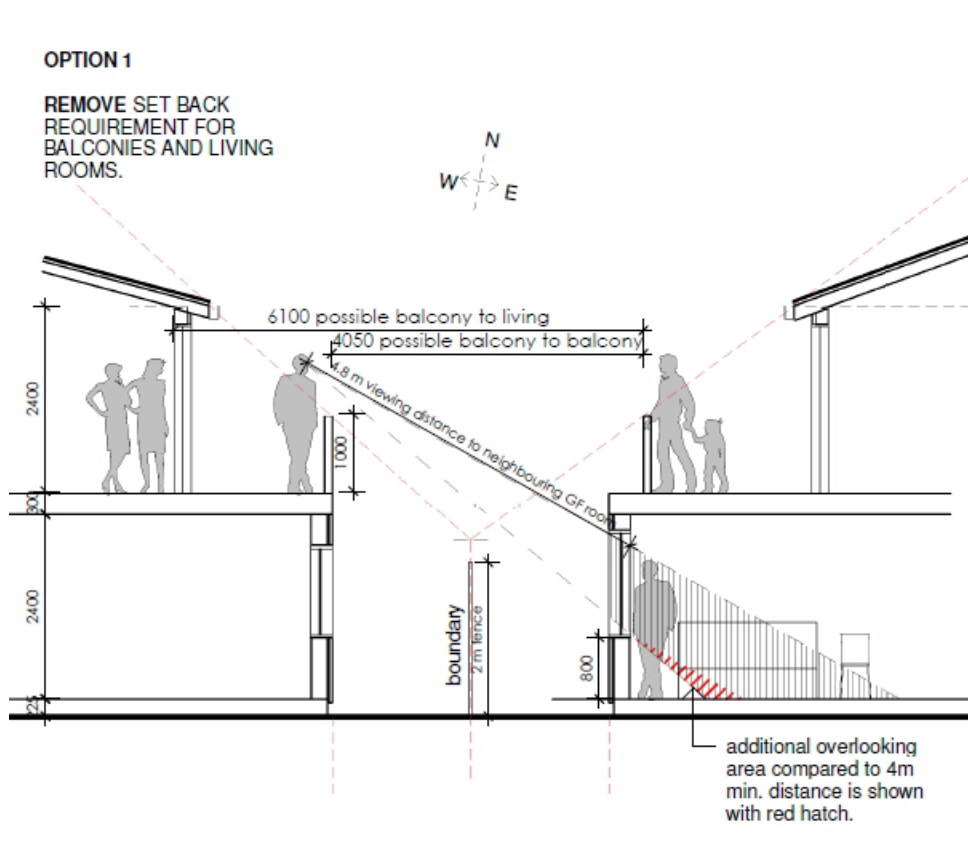 OPTION 1
REMOVE SET BACK
REQUIREMENT FOR
BALCONIES AND LIVING
ROOMS.
N
W
E
6100 possible balcony to living
4050 possible balcony to balcony
4.8 m viewing distance to neighbouring GF room
2400
1000
300
2400
boundary
2 m fence
800
225
additional overlooking
area compared to 4m
min. distance is shown
with red hatch.